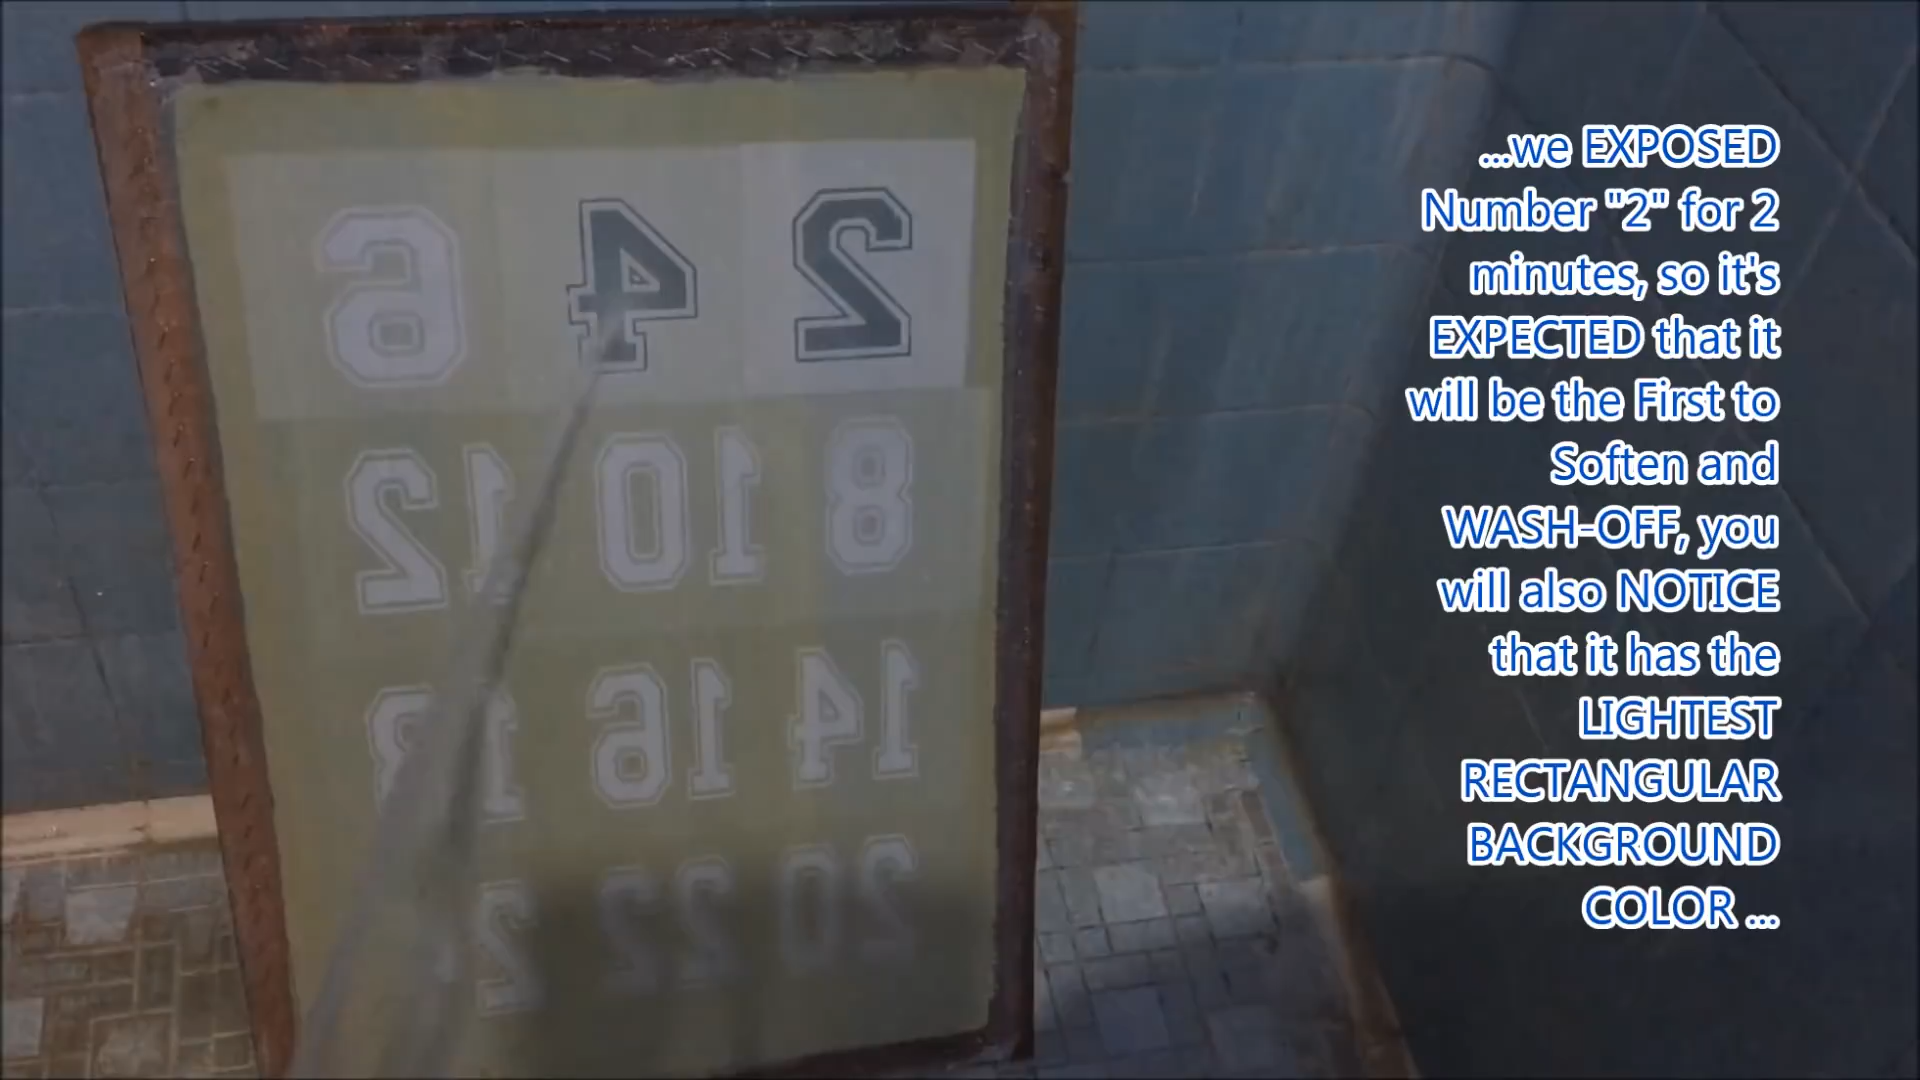 6 4 2
12 10 8
16 14
22 20
...we EXPOSED
Number "2" for 2
minutes, so it's
EXPECTED that it
will be the First to
Soften and
WASH-OFF, you
will also NOTICE
that it has the
LIGHTEST
RECTANGULAR
BACKGROUND
COLOR ...